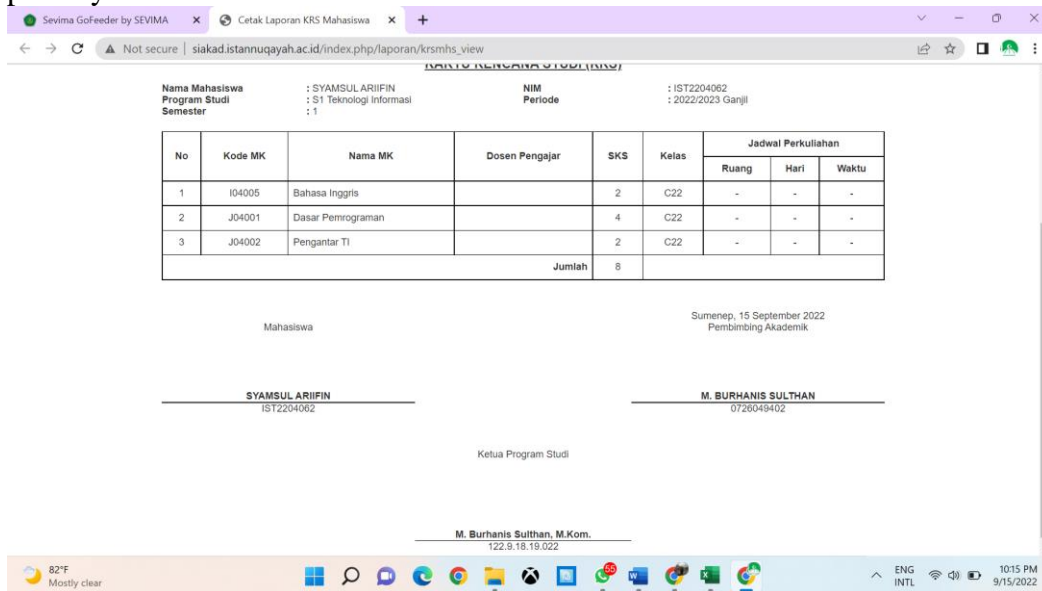 Sevima GoFeeder by SEVIMA
Cetak Laporan KRS Mahasiswa
Not secure | siakad.istannuqayah.ac.id/index.php/laporan/krsmhs_view
KARTU RENCANA STUDI (KRS)
Nama Mahasiswa : SYAMSUL ARIIFIN NIM : IST2204062
Program Studi : S1 Teknologi Informasi Periode : 2022/2023 Ganjil
Semester : 1
No Kode MK Nama MK Dosen Pengajar SKS Kelas Jadwal Perkuliahan
Ruang Hari Waktu
1 I04005 Bahasa Inggris 2 C22 - - -
2 J04001 Dasar Pemrograman 4 C22 - - -
3 J04002 Pengantar TI 2 C22 - - -
Jumlah 8
Sumenep, 15 September 2022
Mahasiswa Pembimbing Akademik
SYAMSUL ARIIFIN M. BURHANIS SULTHAN
IST2204062 0726049402
Ketua Program Studi
M. Burhanis Sulthan, M.Kom.
122.9.18.19.022
82°F
Mostly clear
ENG
INTL
10:15 PM
9/15/2022